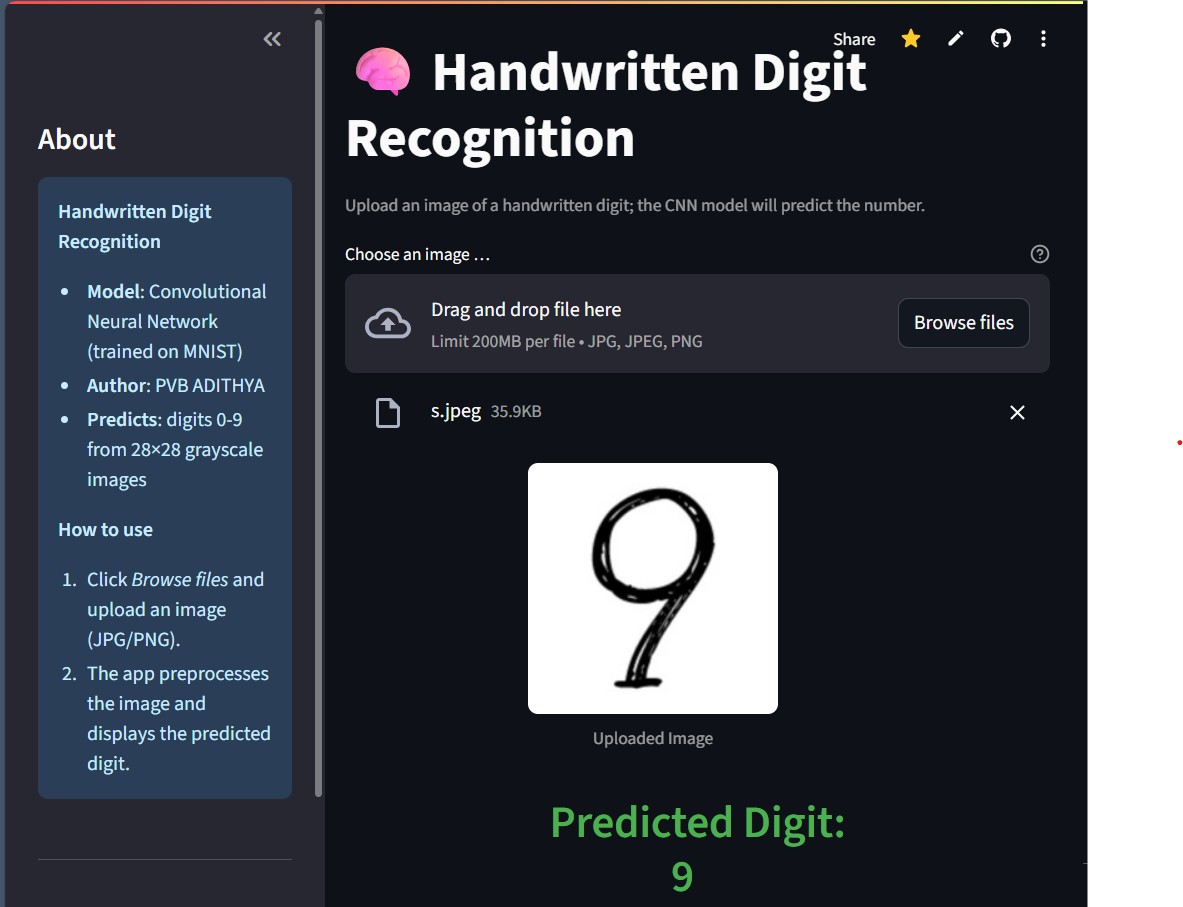 About
Handwritten Digit
Recognition
Model: Convolutional
Neural Network
(trained on MNIST)
Author: PVB ADITHYA
Predicts: digits 0-9
from 28×28 grayscale
images
How to use
1. Click Browse files and
upload an image
(JPG/PNG).
2. The app preprocesses
the image and
displays the predicted
digit.
Share
Handwritten Digit
Recognition
Upload an image of a handwritten digit; the CNN model will predict the number.
Choose an image ...
Drag and drop file here
Limit 200MB per file • JPG, JPEG, PNG
Browse files
s.jpeg 35.9KB
9
Uploaded Image
Predicted Digit:
9